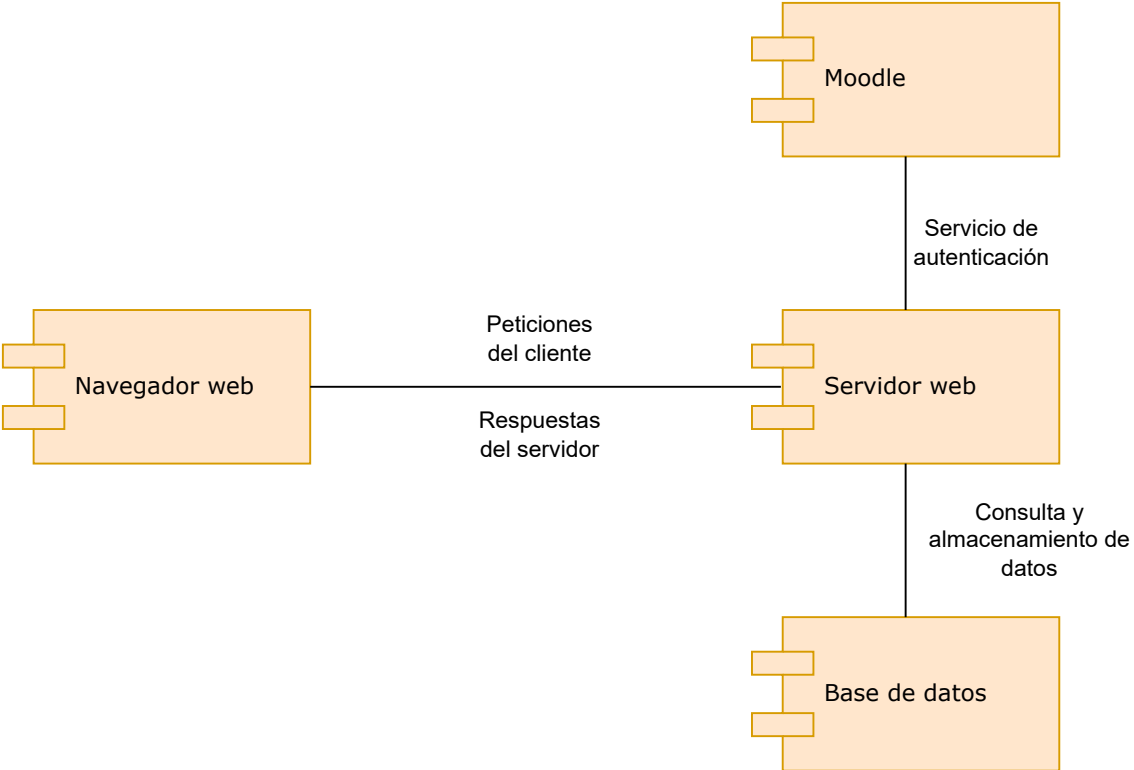 Moodle
Servicio de
autenticación
Peticiones
del cliente
Navegador web
Servidor web
Respuestas
del servidor
Consulta y
almacenamiento de
datos
Base de datos